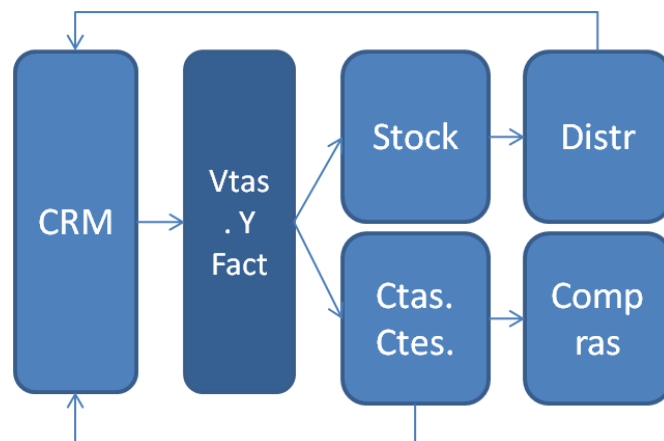 CRM
Vtas
. Y
Fact
Stock
Distr
Ctas.
Ctes.
Comp
ras